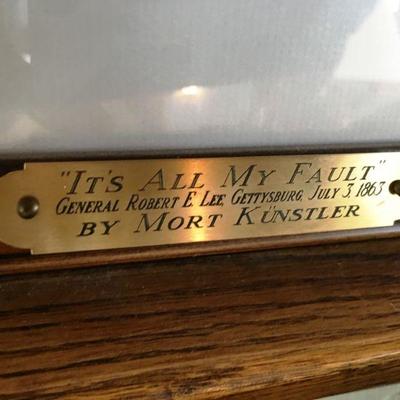 "IT'S ALL MY FAULT"
GENERAL ROBERT E. LEE, GETTYSBURG, JULY 3, 1863
BY MORT KÜNSTLER